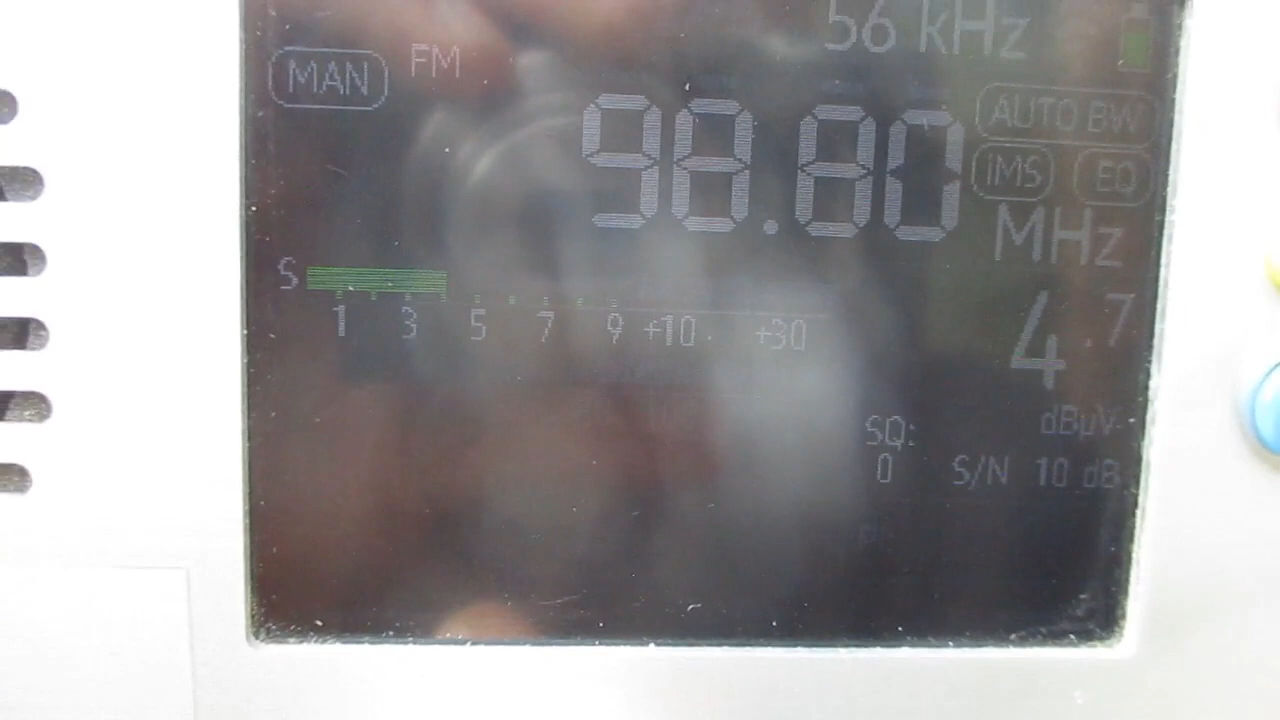 56 kHz
MAN FM
98.80
AUTO BW
iMS EQ
MHz
S
1 3 5 7 9 +10 +30
4.7
dBµV
SQ:
0 S/N 10 dB